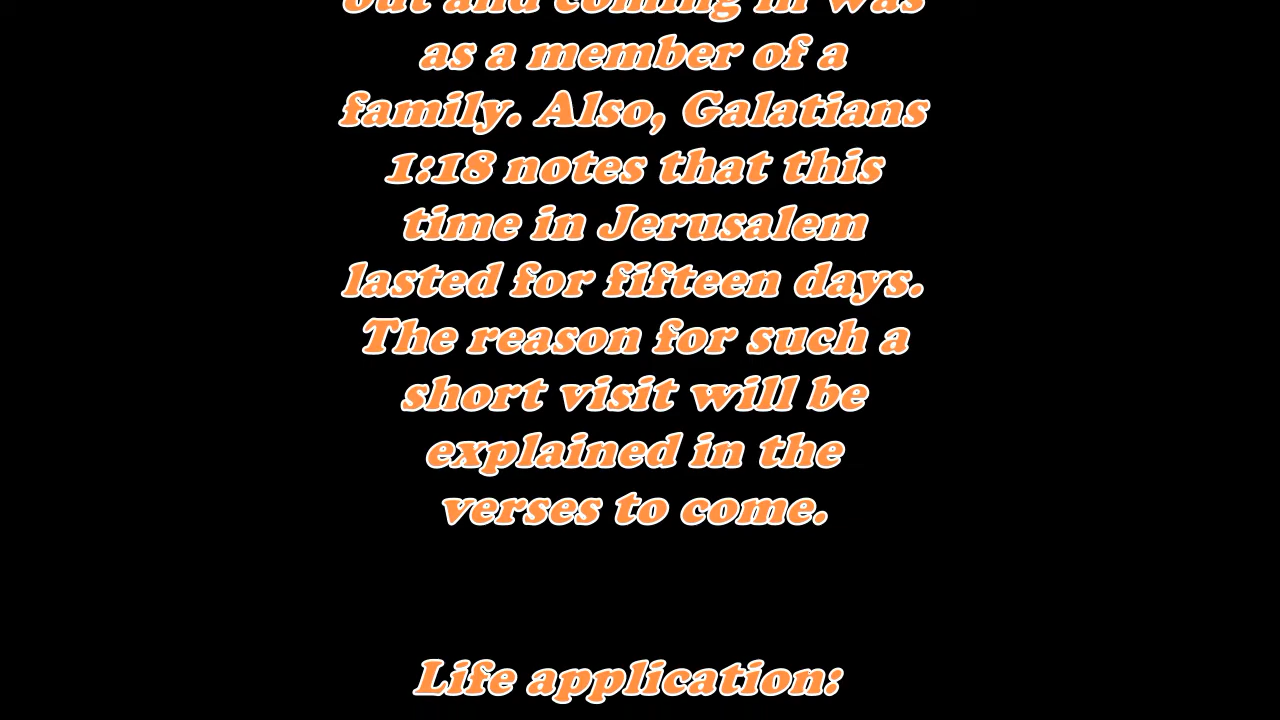 out and coming in was
as a member of a
family. Also, Galatians
1:18 notes that this
time in Jerusalem
lasted for fifteen days.
The reason for such a
short visit will be
explained in the
verses to come.
Life application: